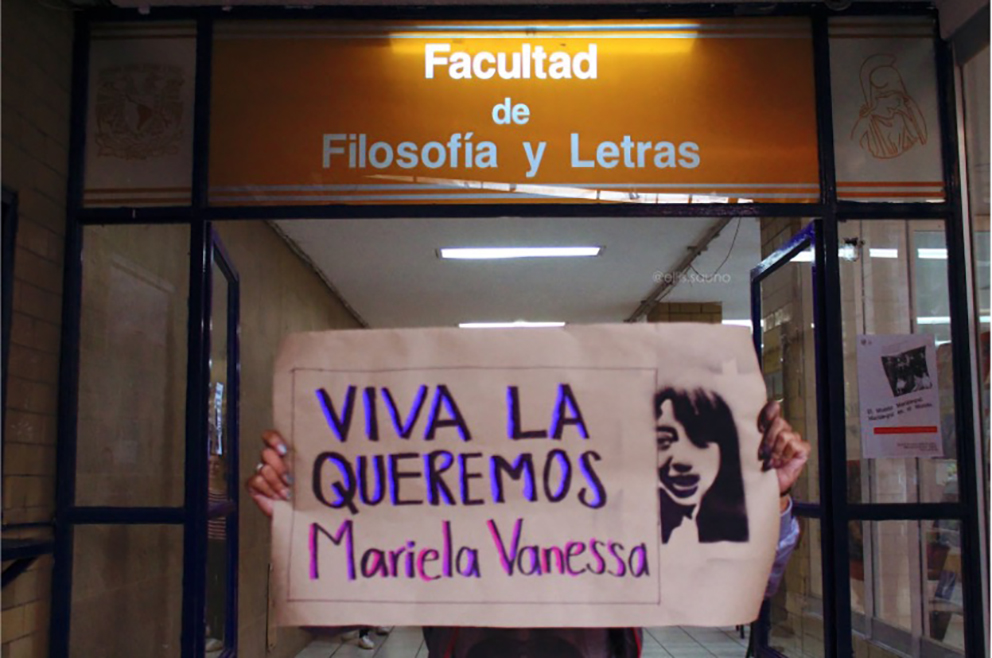 Facultad
de
Filosofía y Letras
VIVA LA
QUEREMOS
Mariela Vanessa